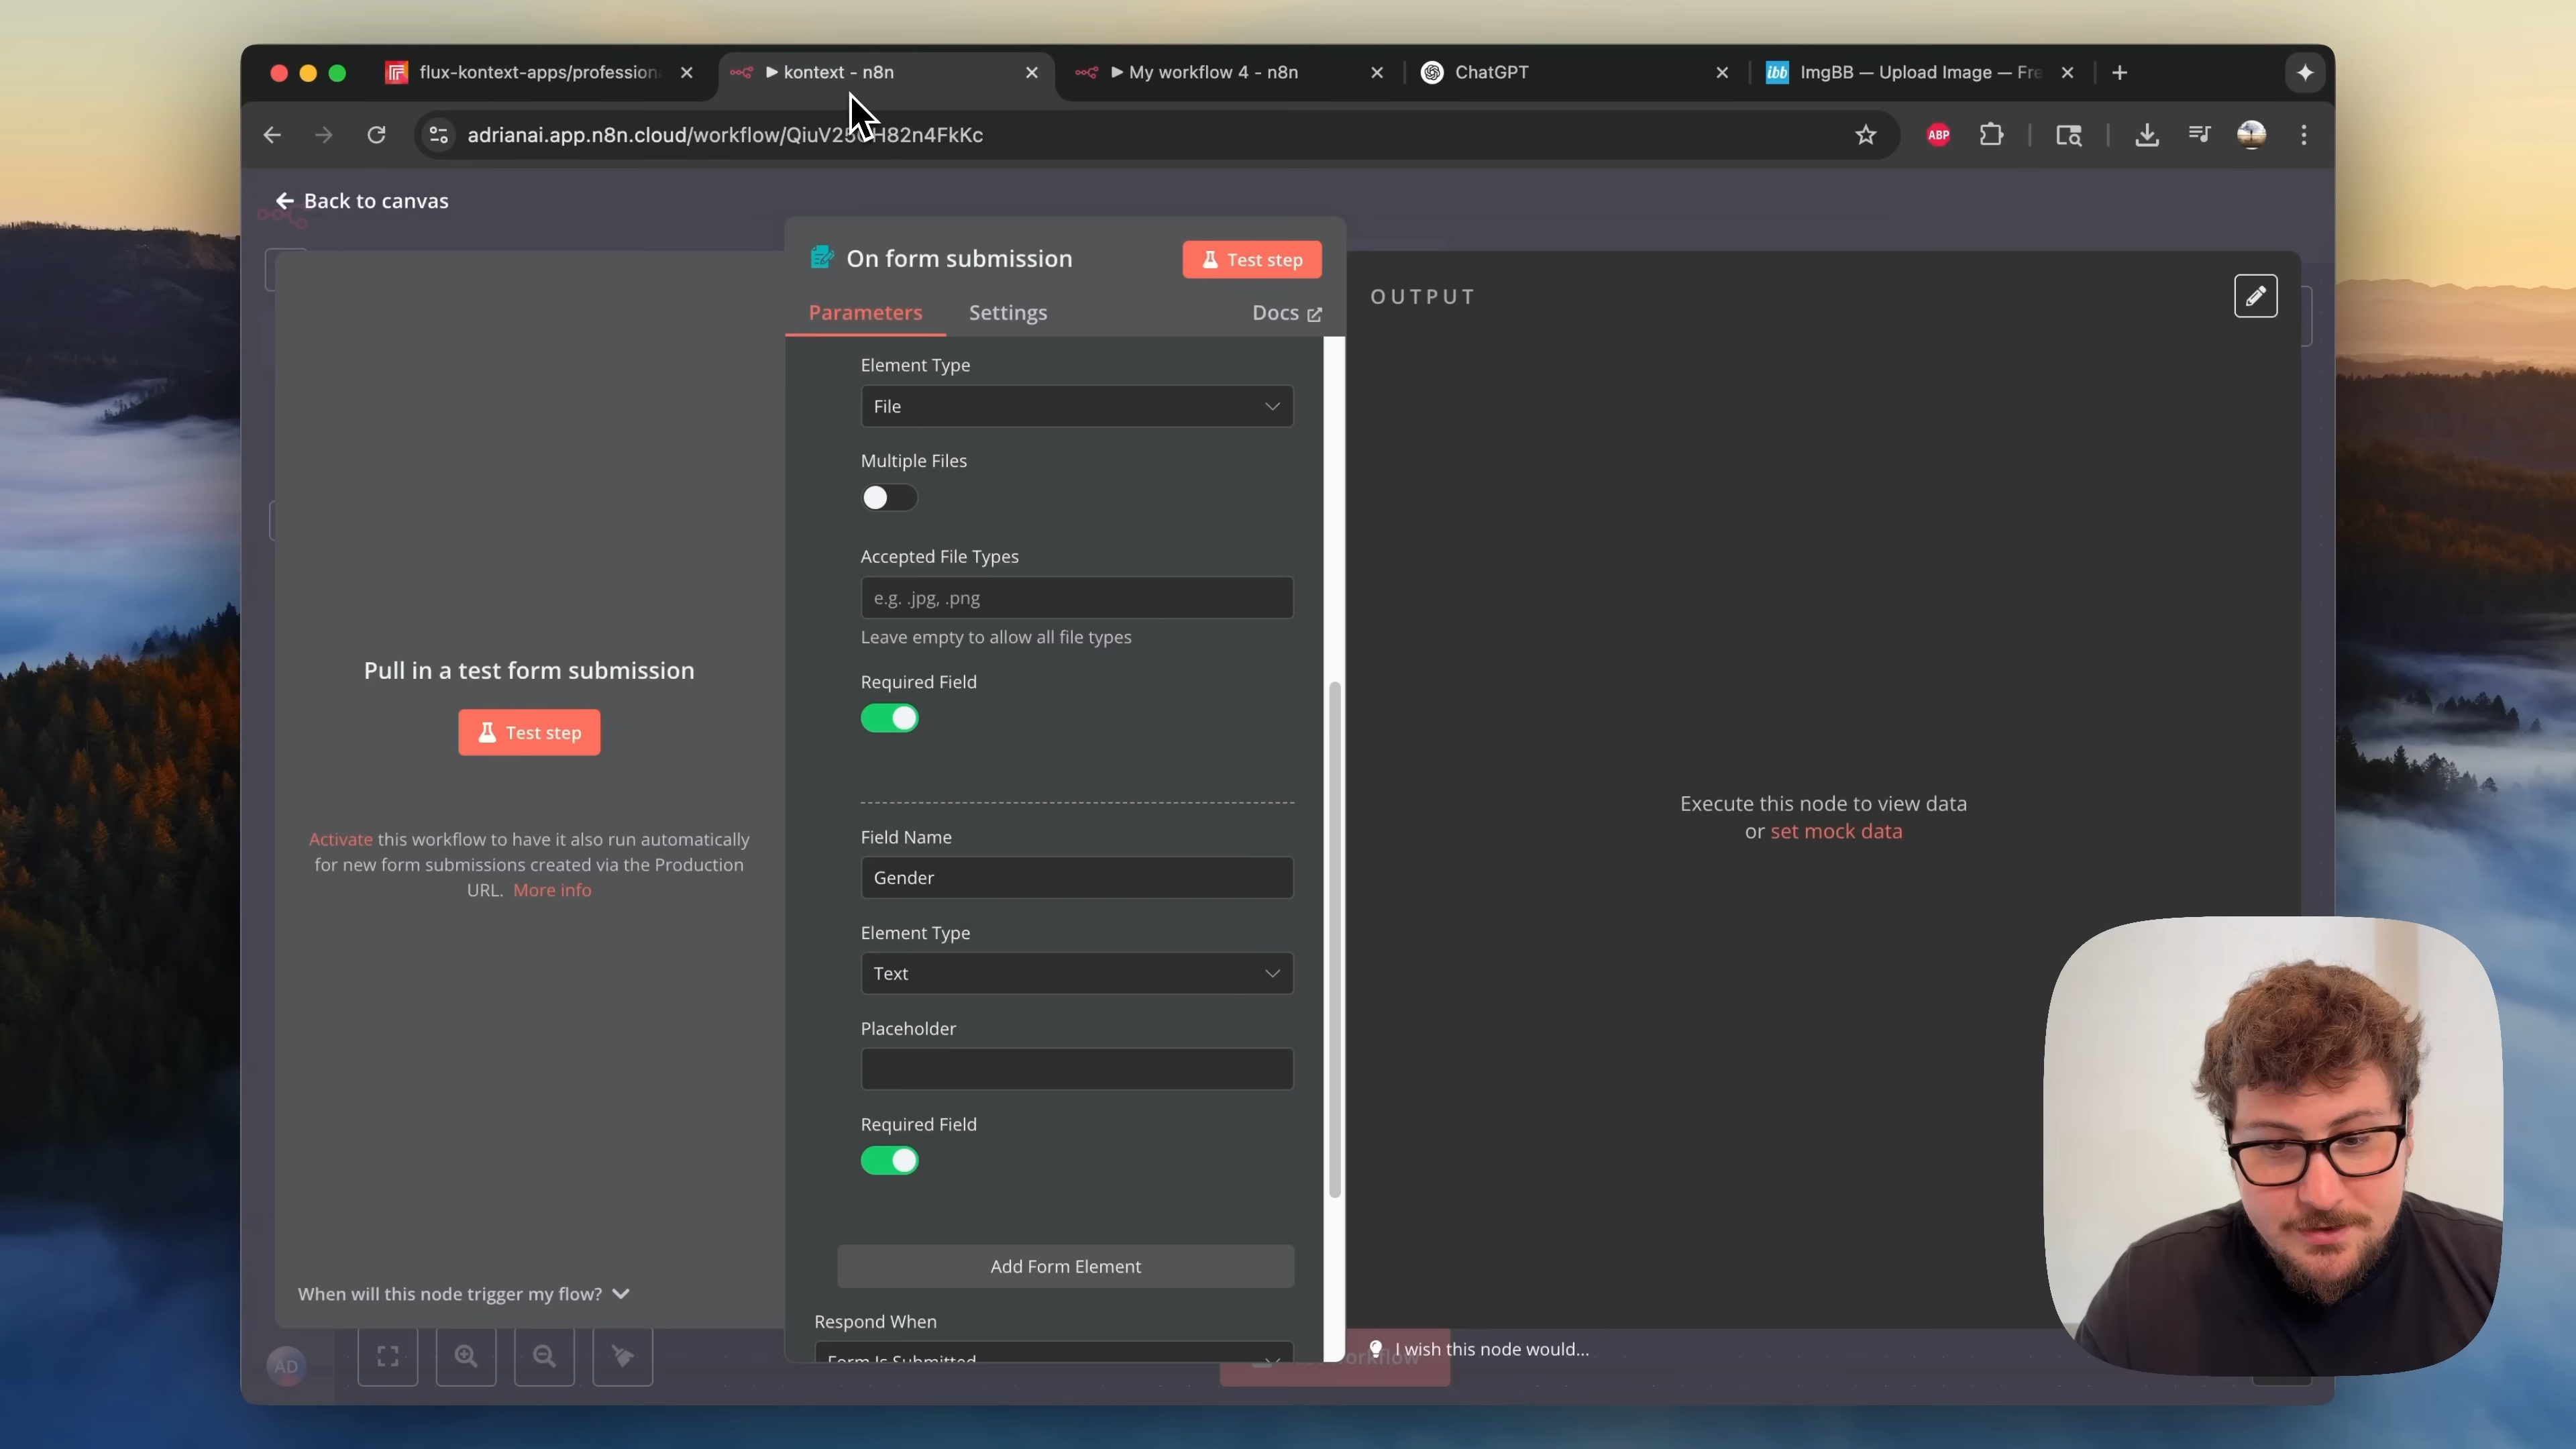 flux-kontext-apps/profession
kontext - n8n
My workflow 4 - n8n
ChatGPT
ibb
ImgBB — Upload Image — Fre
adrianai.app.n8n.cloud/workflow/
ABP
Back to canvas
On form submission
Test step
Parameters
Settings
Docs
OUTPUT
Element Type
File
Multiple Files
Accepted File Types
e.g. .jpg, .png
Leave empty to allow all file types
Required Field
Pull in a test form submission
Test step
Activate this workflow to have it also run automatically
for new form submissions created via the Production
URL. More info
Field Name
Gender
Element Type
Text
Placeholder
Required Field
Execute this node to view data
or set mock data
Add Form Element
When will this node trigger my flow?
Respond When
Form Is Submitted
I wish this node would...
AD